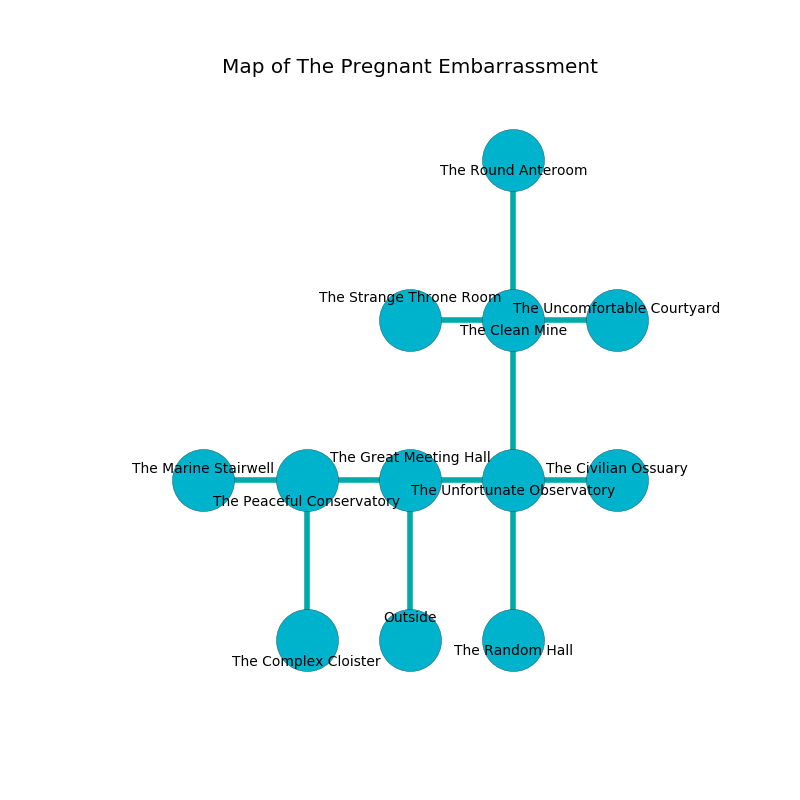 Map of The Pregnant Embarrassment
The Round Anteroom
The Strange Throne Room
The Uncomfortable Courtyard
The Clean Mine
The Great Meeting Hall
The Marine Stairwell
The Civilian Ossuary
The Unfortunate Observatory
The Peaceful Conservatory
Outside
The Random Hall
The Complex Cloister